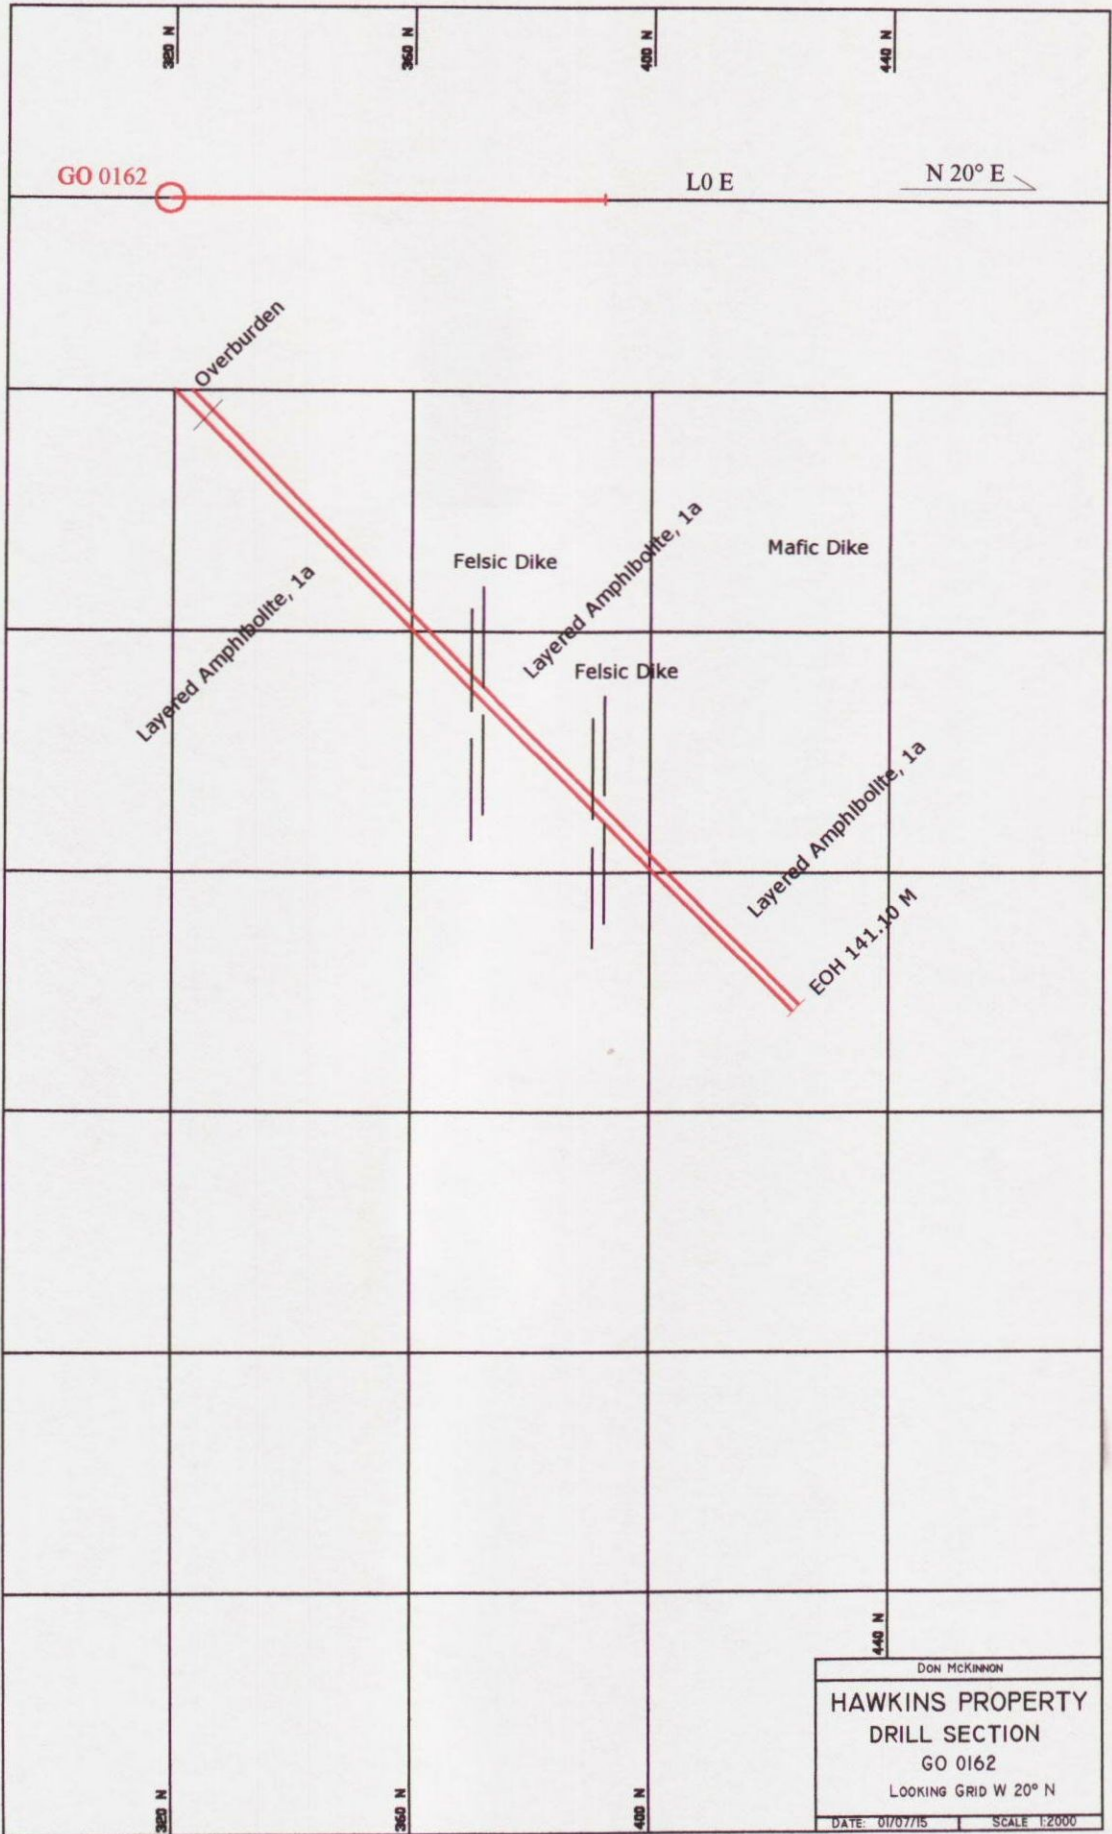 320 N
360 N
400 N
440 N
GO 0162
L0 E
N 20° E
Overburden
Layered Amphibolite, 1a
Felsic Dike
Layered Amphibolite, 1a
Mafic Dike
Felsic Dike
Layered Amphibolite, 1a
EOH 141.10 M
440 N
320 N
360 N
400 N
DON MCKINNON
HAWKINS PROPERTY
DRILL SECTION
GO 0162
LOOKING GRID W 20° N
DATE: 01/07/15
SCALE 1:2000